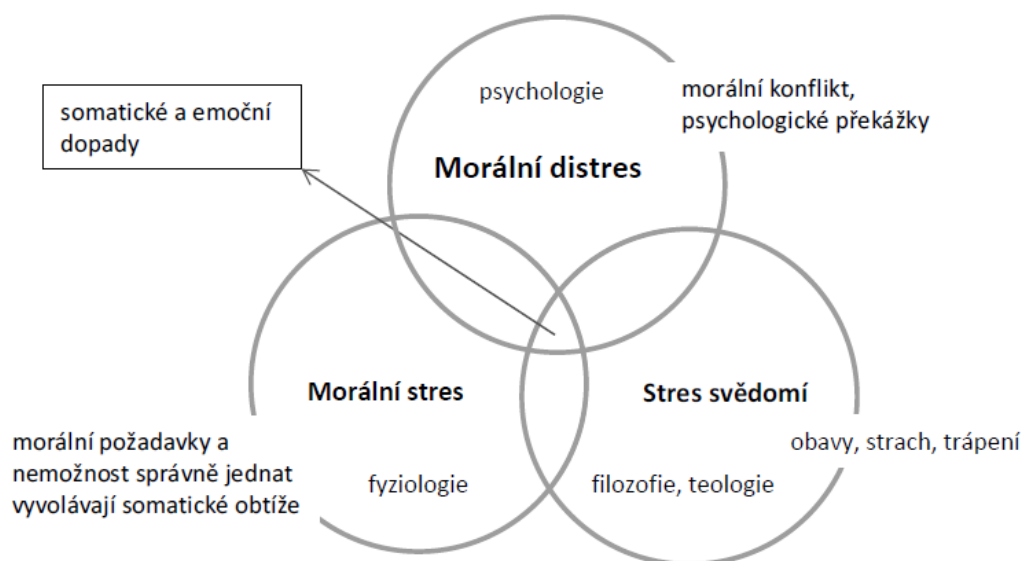 somatické a emoční
dopady
psychologie
morální konflikt,
psychologické překážky
Morální distres
Morální stres
Stres svědomí
morální požadavky a
nemožnost správně jednat
vyvolávají somatické obtíže
obavy, strach, trápení
fyziologie
filozofie, teologie